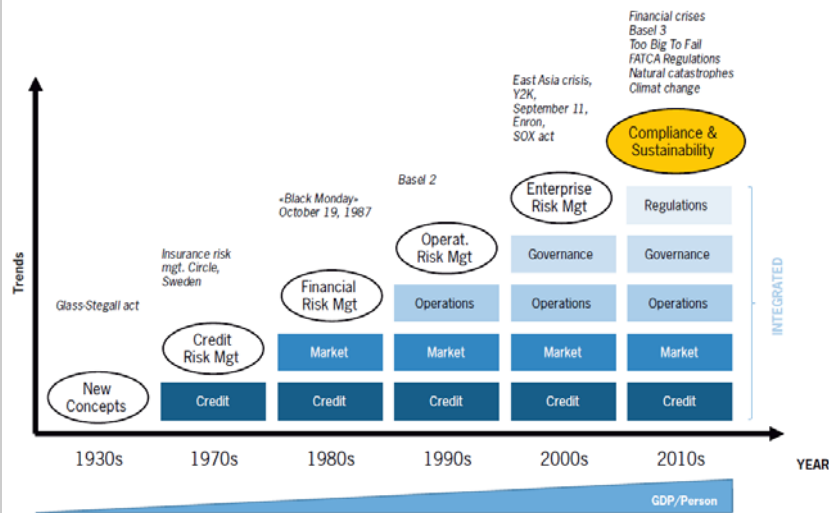 Financial crises
Basel 3
Too Big To Fail
FATCA Regulations
Natural catastrophes
Climat change
East Asia crisis,
Y2K,
September 11,
Enron,
SOX act
Compliance &
Sustainability
Basel 2
Enterprise
Risk Mgt
Regulations
«Black Monday»
October 19, 1987
Operat.
Risk Mgt
Governance
Governance
Insurance risk
mgt. Circle,
Sweden
Financial
Risk Mgt
Operations
Operations
Operations
Glass-Stegall act
Credit
Risk Mgt
Market
Market
Market
Market
New
Concepts
Credit
Credit
Credit
Credit
Credit
Trends
INTEGRATED
1930s
1970s
1980s
1990s
2000s
2010s
YEAR
GDP/Person